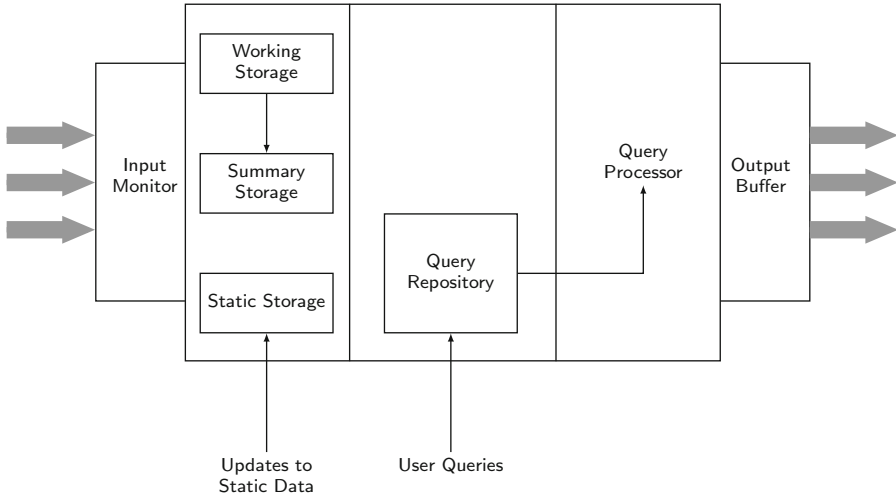 Working
Storage
Input
Monitor
Summary
Storage
Query
Processor
Output
Buffer
Query
Repository
Static Storage
Updates to
Static Data
User Queries